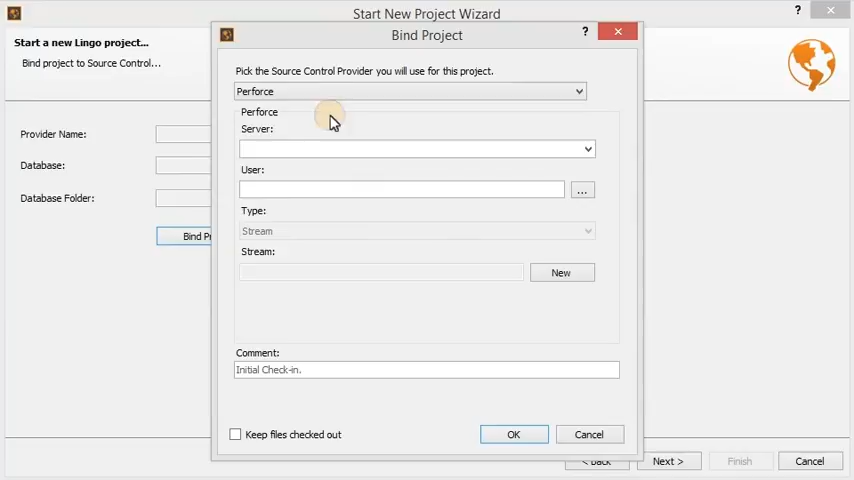 Start New Project Wizard
?
Start a new Lingo project...
Bind project to Source Control...
Bind Project
?
Pick the Source Control Provider you will use for this project.
Perforce
Perforce
Server:
User:
...
Type:
Stream
Stream:
New
Comment:
Initial Check-in.
Keep files checked out
OK
Cancel
Provider Name:
Database:
Database Folder:
Bind Pr
< Back
Next >
Finish
Cancel